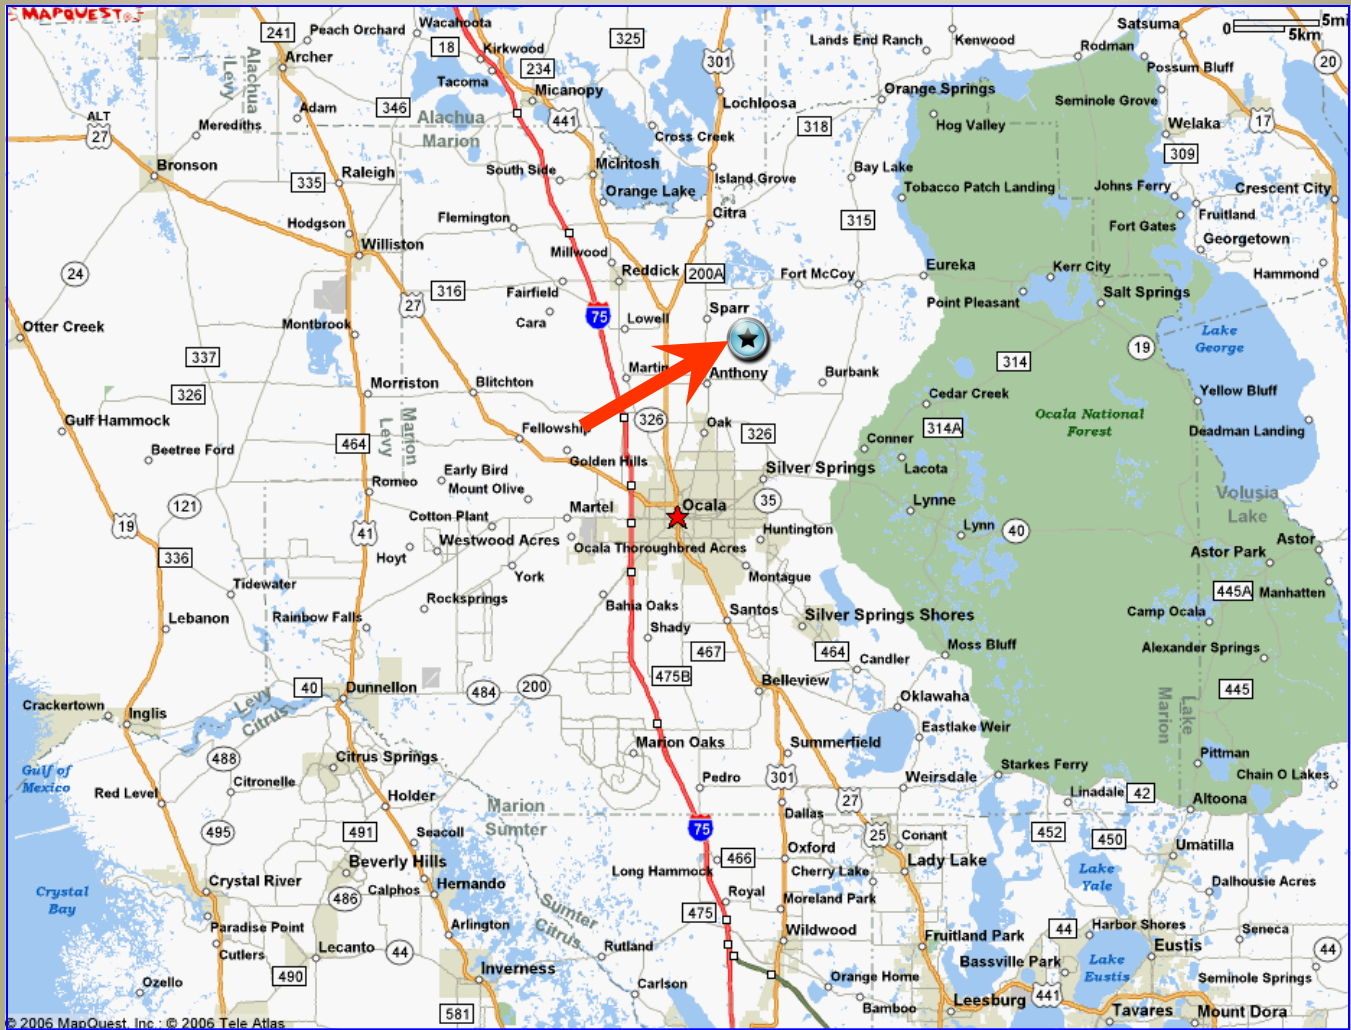 MAPQUEST
Wacahoota
Satsuma
5mi
0
5km
241
Peach Orchard
18
Kirkwood
325
Lands End Ranch
Kenwood
Rodman
Archer
Alachua
Levy
234
Tacoma
301
Possum Bluff
20
Micanopy
Orange Springs
Seminole Grove
Adam
346
Lochloosa
ALT
27
Merediths
Alachua
Marion
441
318
Hog Valley
Welaka
17
Cross Creek
309
Bronson
McIntosh
South Side
Island Grove
Bay Lake
Raleigh
335
Orange Lake
Tobacco Patch Landing
Johns Ferry
Crescent City
Flemington
Citra
315
Fruitland
Hodgson
Fort Gates
Williston
Georgetown
Millwood
24
Reddick
200A
Fort McCoy
Eureka
Kerr City
Hammond
316
Fairfield
Point Pleasant
Salt Springs
27
Sparr
75
Lowell
Otter Creek
Montbrook
Cara
Lake
George
19
337
314
Martin
Anthony
Burbank
Morriston
Blitchton
326
Cedar Creek
Yellow Bluff
Gulf Hammock
Marion
Levy
326
Oak
Ocala National
Forest
Fellowship
326
314A
Deadman Landing
464
Conner
Beetree Ford
Golden Hills
Silver Springs
Lacota
Early Bird
Romeo
Mount Olive
35
Volusia
Lake
121
Ocala
Lynne
Martel
Cotton Plant
19
Lynn
40
41
Westwood Acres
Huntington
Astor
336
Hoyt
Ocala Thoroughbred Acres
Astor Park
York
Montague
Tidewater
445A
Manhatten
Rocksprings
Bahia Oaks
Santos
Camp Ocala
Lebanon
Rainbow Falls
Silver Springs Shores
Shady
Moss Bluff
467
464
Alexander Springs
Candler
475B
40
Dunnellon
484
200
Belleview
445
Levy
Citrus
Oklawaha
Marion
Lake
Crackertown
Inglis
Eastlake Weir
Marion Oaks
Summerfield
488
Citrus Springs
Pittman
Gulf of
Mexico
301
Weirsdale
Starkes Ferry
Citronelle
Pedro
Chain O Lakes
Red Level
Holder
Linadale
42
Altoona
Marion
Sumter
27
Dallas
495
491
Seacoll
75
25
Conant
452
450
Umatilla
Oxford
Beverly Hills
466
Lady Lake
Long Hammock
Cherry Lake
Lake
Yale
Crystal River
Calphos
Hernando
Dalhousie Acres
Crystal
Bay
486
Royal
Moreland Park
Sumter
Citrus
475
Paradise Point
Arlington
Wildwood
44
Harbor Shores
Seneca
Fruitland Park
Cutlers
Lecanto
44
Rutland
Eustis
44
Bassville Park
490
Inverness
Orange Home
Lake
Eustis
Seminole Springs
Ozello
Carlson
441
Leesburg
Bamboo
581
Tavares
Mount Dora
© 2006 MapQuest, Inc.; © 2006 Tele Atlas